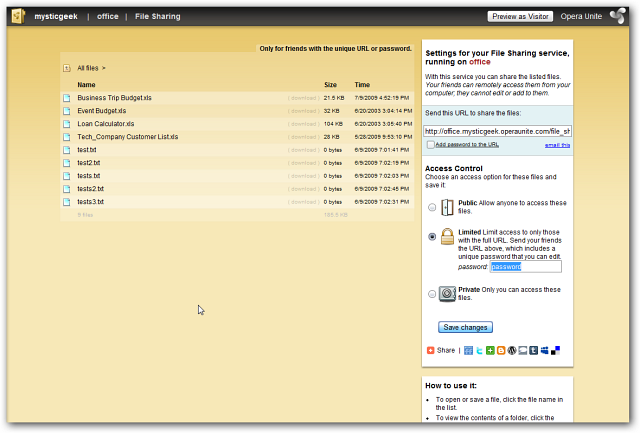 mysticgeek | office | File Sharing
Preview as Visitor
Opera Unite
Only for friends with the unique URL or password.
All files >
Name Size Time
Business Trip Budget.xls ( download ) 21.5 KB 7/9/2009 4:52:19 PM
Event Budget.xls ( download ) 32 KB 6/20/2003 3:04:14 PM
Loan Calculator.xls ( download ) 104 KB 6/20/2003 3:05:40 PM
Tech_Company Customer List.xls ( download ) 28 KB 6/28/2009 9:53:10 PM
test.txt ( download ) 0 bytes 6/9/2009 7:01:41 PM
test2.txt ( download ) 0 bytes 6/9/2009 7:02:14 PM
tests.txt ( download ) 0 bytes 6/9/2009 7:02:03 PM
tests2.txt ( download ) 0 bytes 6/9/2009 7:02:45 PM
tests3.txt ( download ) 0 bytes 6/9/2009 7:02:31 PM
9 files 185.5 KB
Settings for your File Sharing service,
running on office
With this service you can share the listed files.
Your friends can remotely access them from your
computer; they cannot edit or add to them.
Send this URL to share the files:
http://office.mysticgeek.operaunite.com/file_sh
Add password to the URL
email this
Access Control
Choose an access option for these files and
save it:
Public Allow anyone to access these
files.
Limited Limit access to only those
with the full URL. Send your friends
the URL above, which includes a
unique password that you can edit.
password: password
Private Only you can access these
files.
Save changes
Share |
How to use it:
• To open or save a file, click the file name in
the list.
• To view the contents of a folder, click the